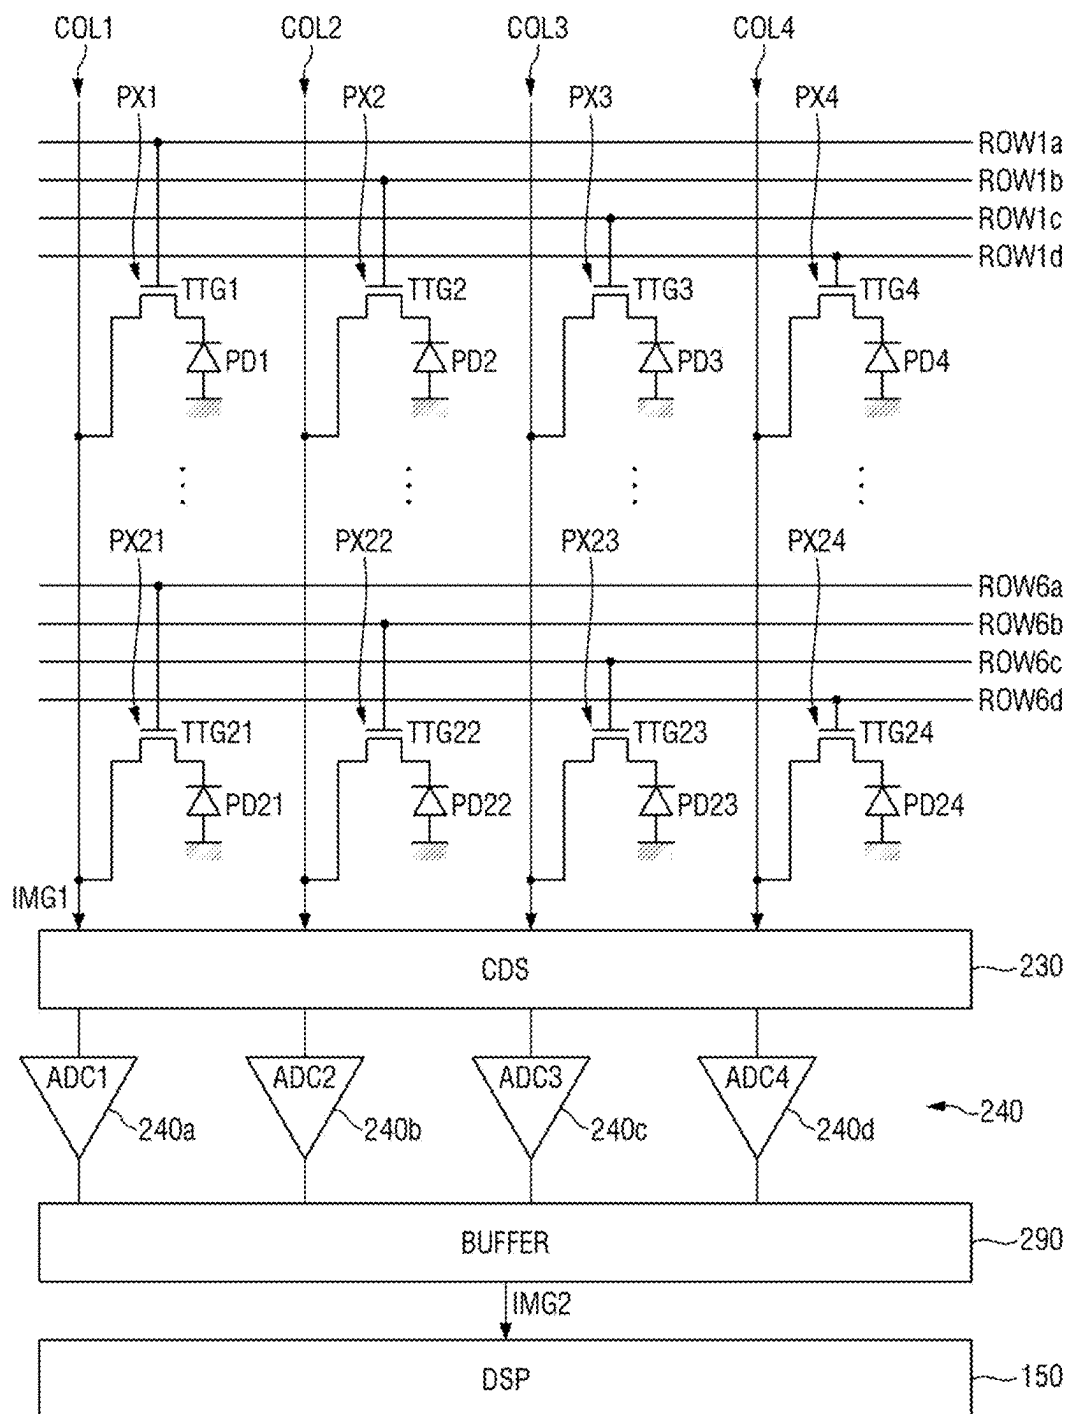 COL1 COL2 COL3 COL4
PX1 PX2 PX3 PX4
ROW1a
ROW1b
ROW1c
ROW1d
TTG1 TTG2 TTG3 TTG4
PD1 PD2 PD3 PD4
PX21 PX22 PX23 PX24
ROW6a
ROW6b
ROW6c
ROW6d
TTG21 TTG22 TTG23 TTG24
PD21 PD22 PD23 PD24
IMG1
CDS 230
ADC1 ADC2 ADC3 ADC4
240a 240b 240c 240d 240
BUFFER 290
IMG2
DSP 150